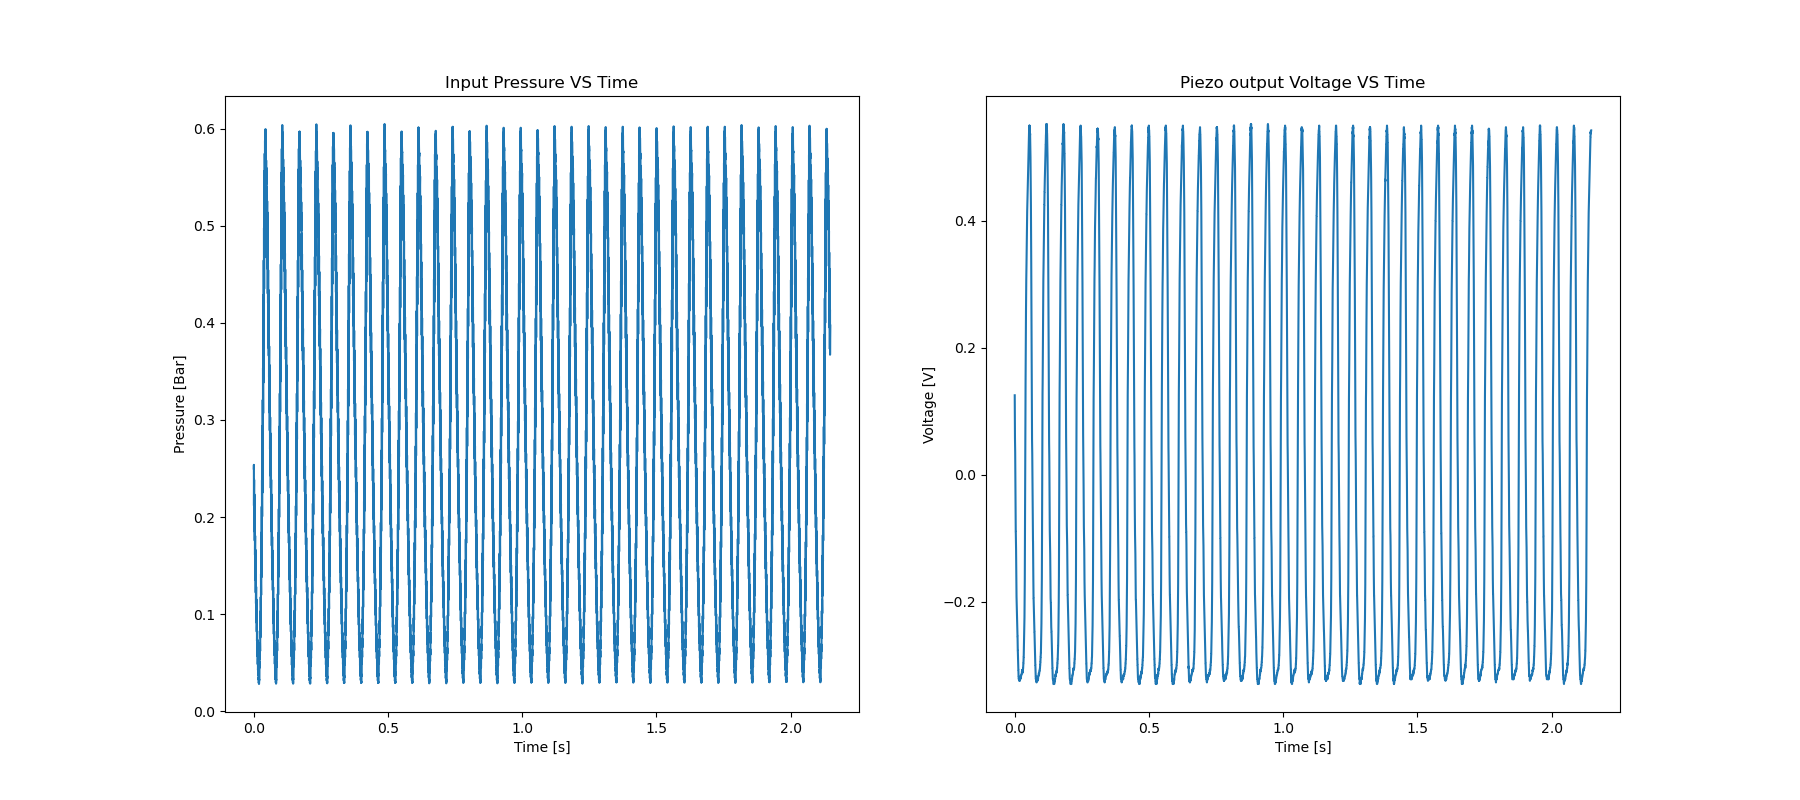 Input Pressure VS Time
Pressure [Bar]
0.6
0.5
0.4
0.3
0.2
0.1
0.0
0.0 0.5 1.0 1.5 2.0
Time [s]
Piezo output Voltage VS Time
Voltage [V]
0.4
0.2
0.0
−0.2
0.0 0.5 1.0 1.5 2.0
Time [s]